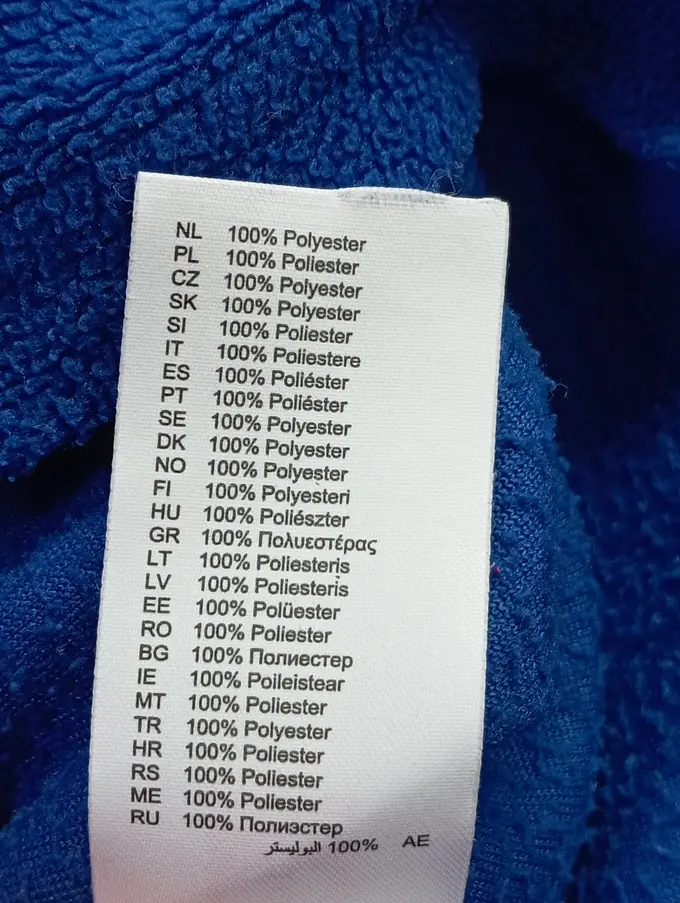 NL 100% Polyester
PL 100% Poliester
CZ 100% Polyester
SK 100% Polyester
SI 100% Poliester
IT 100% Poliestere
ES 100% Poliéster
PT 100% Poliéster
SE 100% Polyester
DK 100% Polyester
NO 100% Polyester
FI 100% Polyesteri
HU 100% Poliészter
GR 100% Πολυεστέρας
LT 100% Poliesteris
LV 100% Poliesteris
EE 100% Polüester
RO 100% Poliester
BG 100% Полиестер
IE 100% Poileistear
MT 100% Poliester
TR 100% Polyester
HR 100% Poliester
RS 100% Poliester
ME 100% Poliester
RU 100% Полиэстер
AE 100% البوليستر